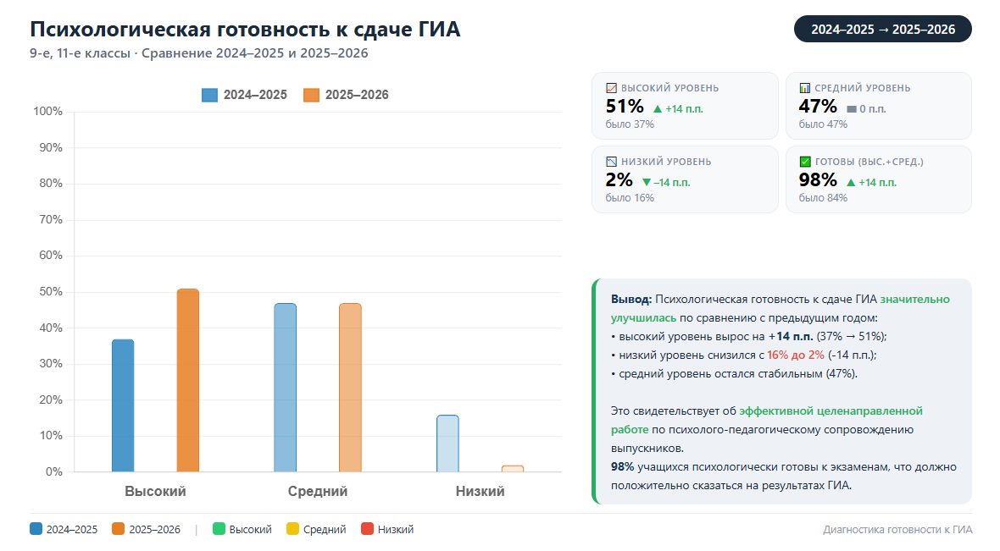 Психологическая готовность к сдаче ГИА
9-е, 11-е классы · Сравнение 2024–2025 и 2025–2026
2024–2025 → 2025–2026
2024–2025 2025–2026
100%
90%
80%
70%
60%
50%
40%
30%
20%
10%
0%
Высокий Средний Низкий
ВЫСОКИЙ УРОВЕНЬ
51% ▲ +14 п.п.
было 37%
СРЕДНИЙ УРОВЕНЬ
47% 0 п.п.
было 47%
НИЗКИЙ УРОВЕНЬ
2% ▼ –14 п.п.
было 16%
ГОТОВЫ (ВЫС.+СРЕД.)
98% ▲ +14 п.п.
было 84%
Вывод: Психологическая готовность к сдаче ГИА значительно
улучшилась по сравнению с предыдущим годом:
• высокий уровень вырос на +14 п.п. (37% → 51%);
• низкий уровень снизился с 16% до 2% (-14 п.п.);
• средний уровень остался стабильным (47%).
Это свидетельствует об эффективной целенаправленной
работе по психолого-педагогическому сопровождению
выпускников.
98% учащихся психологически готовы к экзаменам, что должно
положительно сказаться на результатах ГИА.
2024–2025 2025–2026 | Высокий Средний Низкий
Диагностика готовности к ГИА